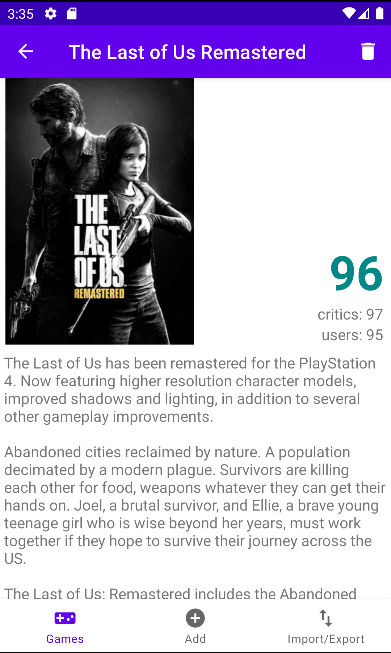 3:35
The Last of Us Remastered
THE
LAST
OF US
REMASTERED
96
critics: 97
users: 95
The Last of Us has been remastered for the PlayStation
4. Now featuring higher resolution character models,
improved shadows and lighting, in addition to several
other gameplay improvements.
Abandoned cities reclaimed by nature. A population
decimated by a modern plague. Survivors are killing
each other for food, weapons whatever they can get their
hands on. Joel, a brutal survivor, and Ellie, a brave young
teenage girl who is wise beyond her years, must work
together if they hope to survive their journey across the
US.
The Last of Us: Remastered includes the Abandoned
Games
Add
Import/Export